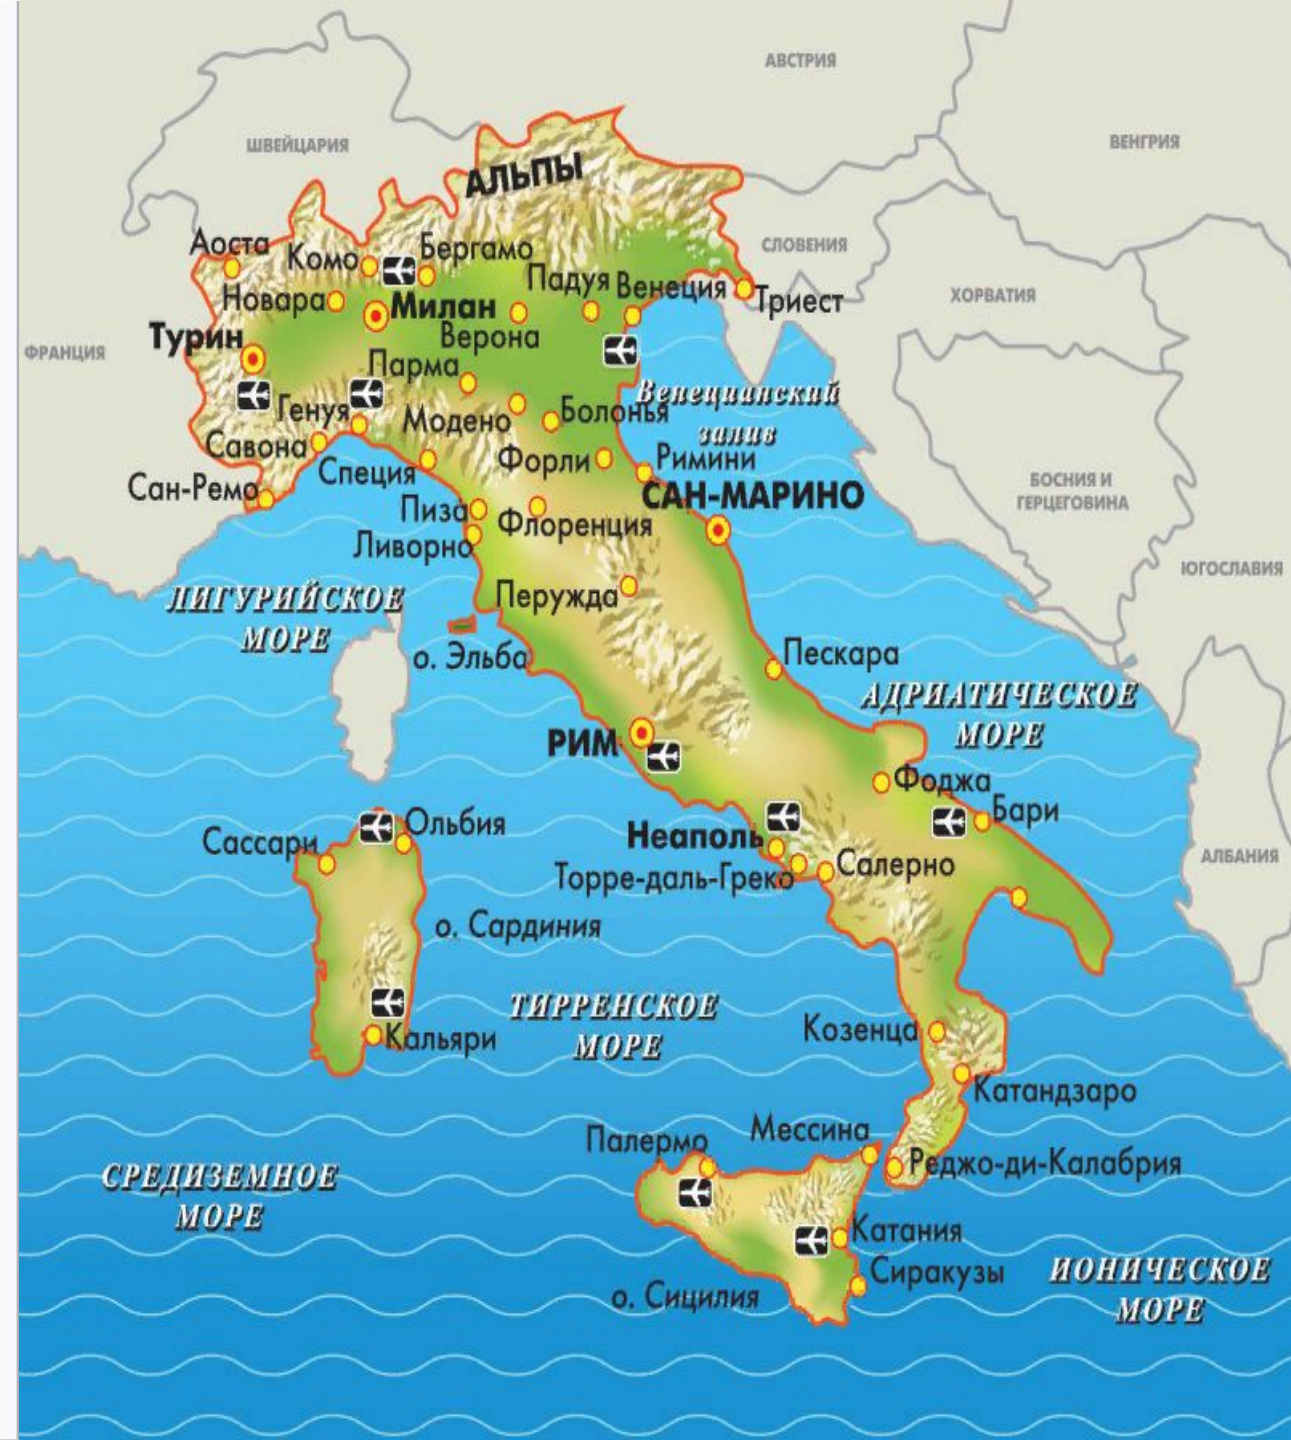 АВСТРИЯ
ШВЕЙЦАРИЯ
ВЕНГРИЯ
АЛЬПЫ
Аоста
Комо
Бергамо
СЛОВЕНИЯ
Падуя
Венеция
Триест
ХОРВАТИЯ
Новара
Милан
Турин
Верона
ФРАНЦИЯ
Парма
Венецианский
залив
Генуя
Модено
Болонья
Савона
Специя
Форли
Римини
Сан-Ремо
САН-МАРИНО
БОСНИЯ И
ГЕРЦЕГОВИНА
Пиза
Флоренция
Ливорно
ЮГОСЛАВИЯ
ЛИГУРИЙСКОЕ
МОРЕ
Перуджа
о. Эльба
Пескара
АДРИАТИЧЕСКОЕ
МОРЕ
РИМ
Фоджа
Бари
Ольбия
Сассари
Неаполь
Торре-даль-Греко
Салерно
АЛБАНИЯ
о. Сардиния
ТИРРЕНСКОЕ
МОРЕ
Кальяри
Козенца
Катандзаро
Мессина
Палермо
Реджо-ди-Калабрия
СРЕДИЗЕМНОЕ
МОРЕ
Катания
Сиракузы
о. Сицилия
ИОНИЧЕСКОЕ
МОРЕ